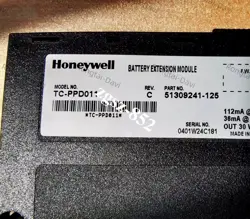 Honeywell
BATTERY EXTENSION MODULE
MODEL NO. REV. PART NO.
TC-PPD011 C 51309241-125
*TC-PPD011*
SERIAL NO.
0401W24C181
112mA @
36mA @
OUT 30 W
MADE IN